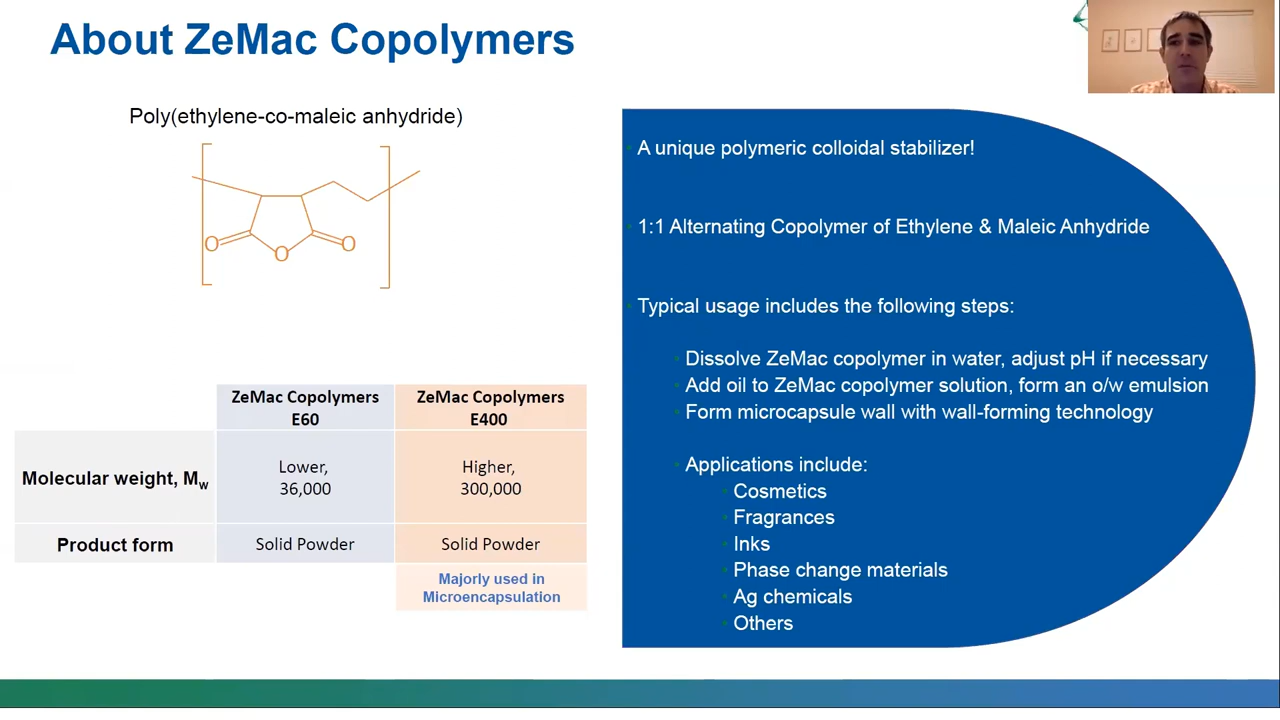 About ZeMac Copolymers
Poly(ethylene-co-maleic anhydride)
O
O
O
ZeMac Copolymers
E60
ZeMac Copolymers
E400
Molecular weight, Mw
Lower,
36,000
Higher,
300,000
Product form
Solid Powder
Solid Powder
Majorly used in
Microencapsulation
A unique polymeric colloidal stabilizer!
1:1 Alternating Copolymer of Ethylene & Maleic Anhydride
Typical usage includes the following steps:
Dissolve ZeMac copolymer in water, adjust pH if necessary
Add oil to ZeMac copolymer solution, form an o/w emulsion
Form microcapsule wall with wall-forming technology
Applications include:
Cosmetics
Fragrances
Inks
Phase change materials
Ag chemicals
Others